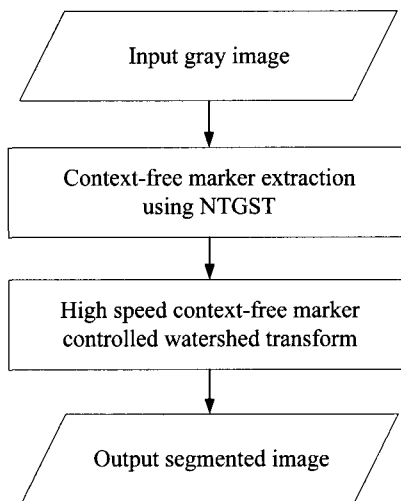 Input gray image
Context-free marker extraction
using NTGST
High speed context-free marker
controlled watershed transform
Output segmented image